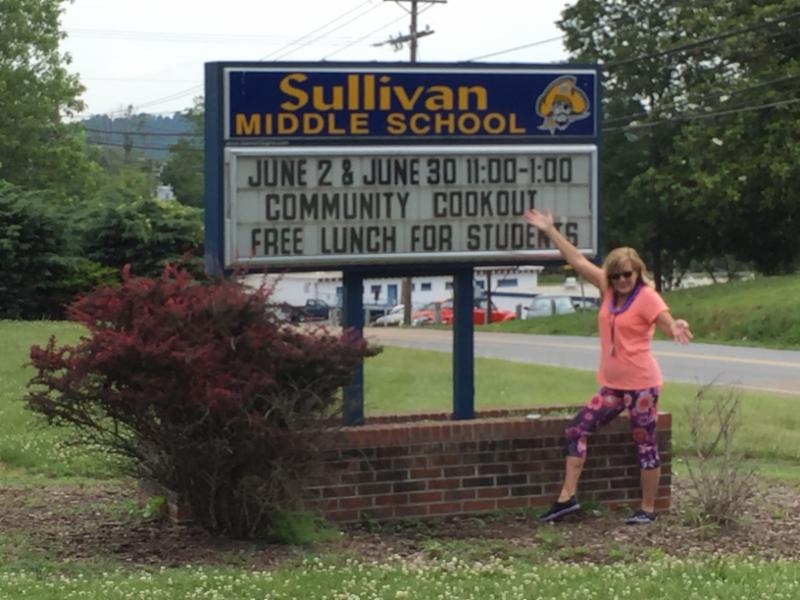 Sullivan
MIDDLE SCHOOL
JUNE 2 & JUNE 30 11:00-1:00
COMMUNITY COOKOUT
FREE LUNCH FOR STUDENTS